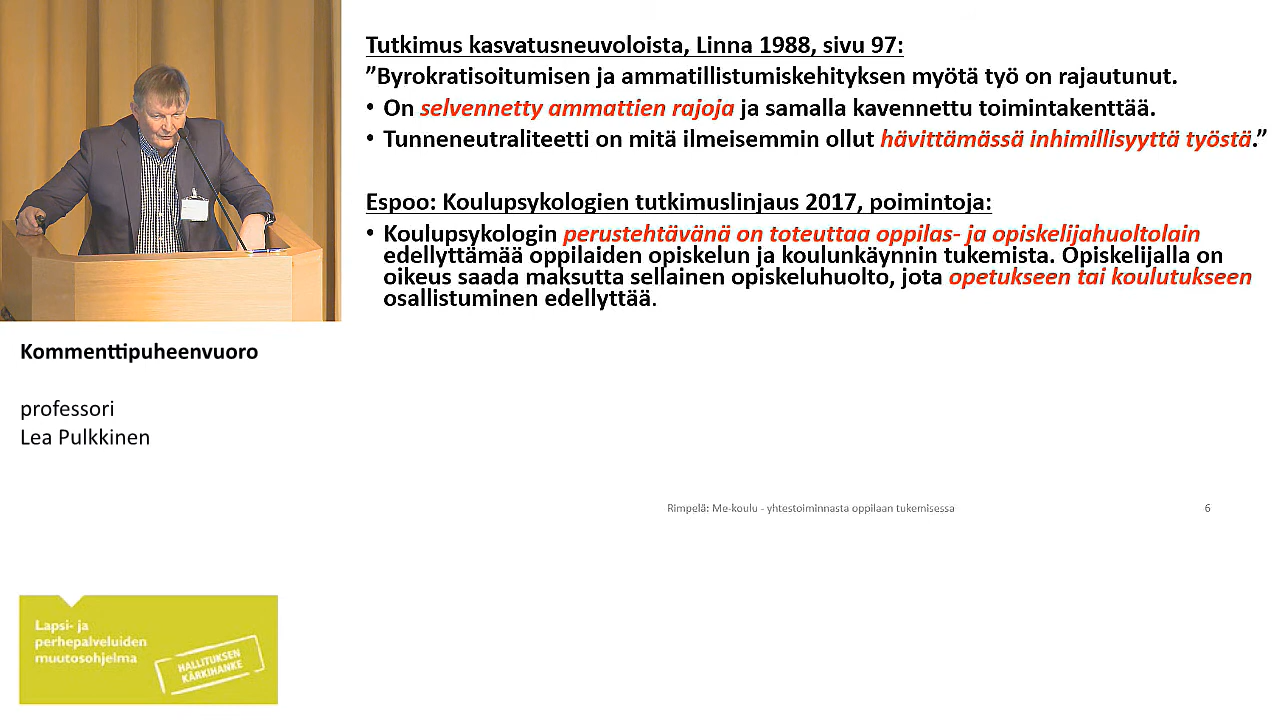 Tutkimus kasvatusneuvoloista, Linna 1988, sivu 97:
”Byrokratisoitumisen ja ammatillistumiskehityksen myötä työ on rajautunut.
• On selvennetty ammattien rajoja ja samalla kavennettu toimintakenttää.
• Tunneneutraliteetti on mitä ilmeisemmin ollut hävittämässä inhimillisyyttä työstä.”
Espoo: Koulupsykologien tutkimuslinjaus 2017, poimintoja:
• Koulupsykologin perustehtävänä on toteuttaa oppilas- ja opiskelijahuoltolain
edellyttämää oppilaiden opiskelun ja koulunkäynnin tukemista. Opiskelijalla on
oikeus saada maksutta sellainen opiskeluhuolto, jota opetukseen tai koulutukseen
osallistuminen edellyttää.
Kommenttipuheenvuoro
professori
Lea Pulkkinen
Rimpelä: Me-koulu - yhtestoiminnasta oppilaan tukemisessa
6
Lapsi- ja
perhepalveluiden
muutosohjelma
HALLITUKSEN
KÄRKIHANKE